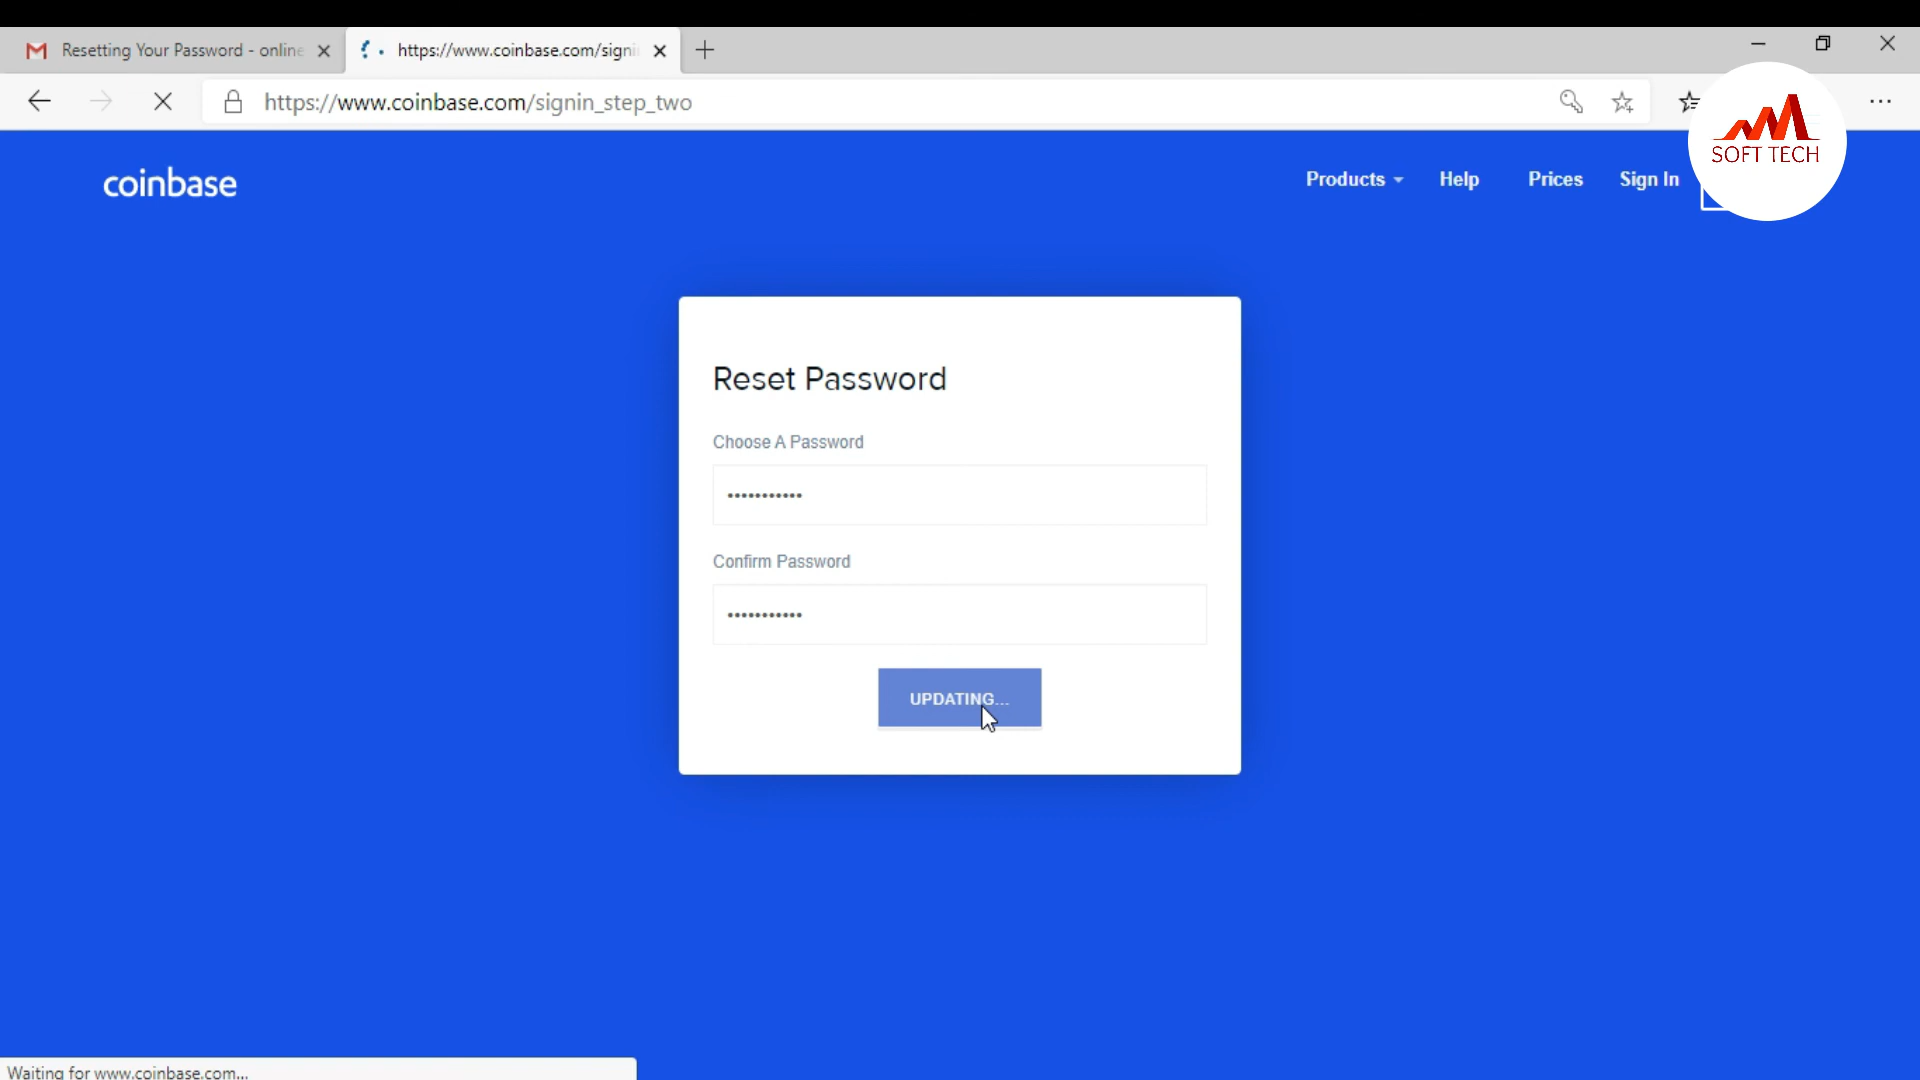 Resetting Your Password - online
https://www.coinbase.com/signi
https://www.coinbase.com/signin_step_two
SOFT TECH
coinbase
Products
Help
Prices
Sign In
Reset Password
Choose A Password
•••••••••••
Confirm Password
•••••••••••
UPDATING...
Waiting for www.coinbase.com...